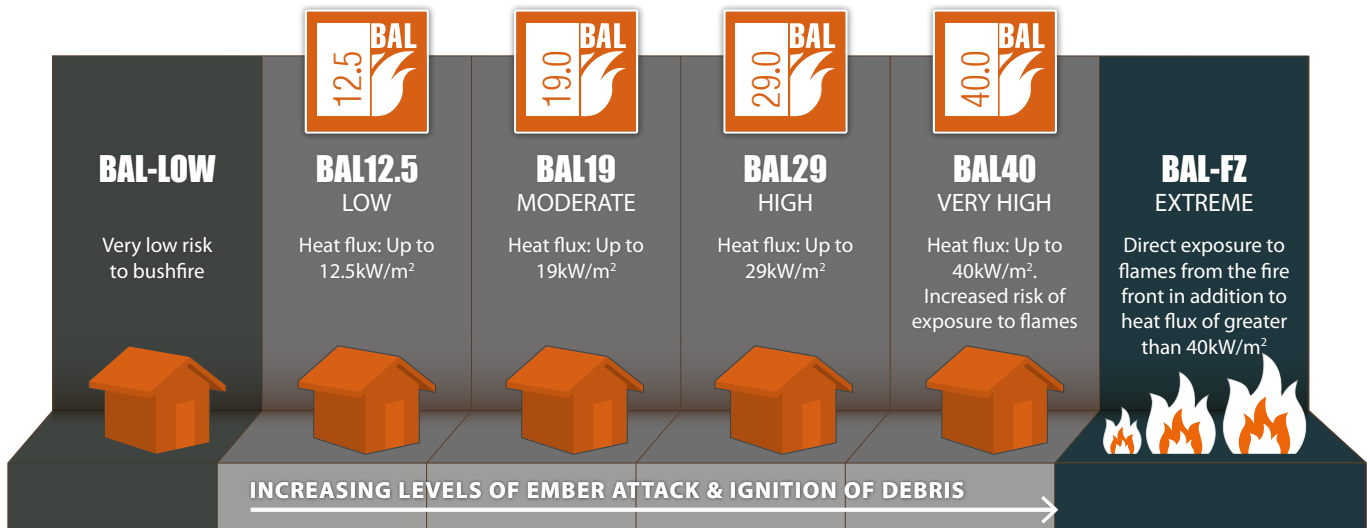 BAL
12.5
BAL
19.0
BAL
29.0
BAL
40.0
BAL-LOW
Very low risk
to bushfire
BAL12.5
LOW
Heat flux: Up to
12.5kW/m²
BAL19
MODERATE
Heat flux: Up to
19kW/m²
BAL29
HIGH
Heat flux: Up to
29kW/m²
BAL40
VERY HIGH
Heat flux: Up to
40kW/m².
Increased risk of
exposure to flames
BAL-FZ
EXTREME
Direct exposure to
flames from the fire
front in addition to
heat flux of greater
than 40kW/m²
INCREASING LEVELS OF EMBER ATTACK & IGNITION OF DEBRIS